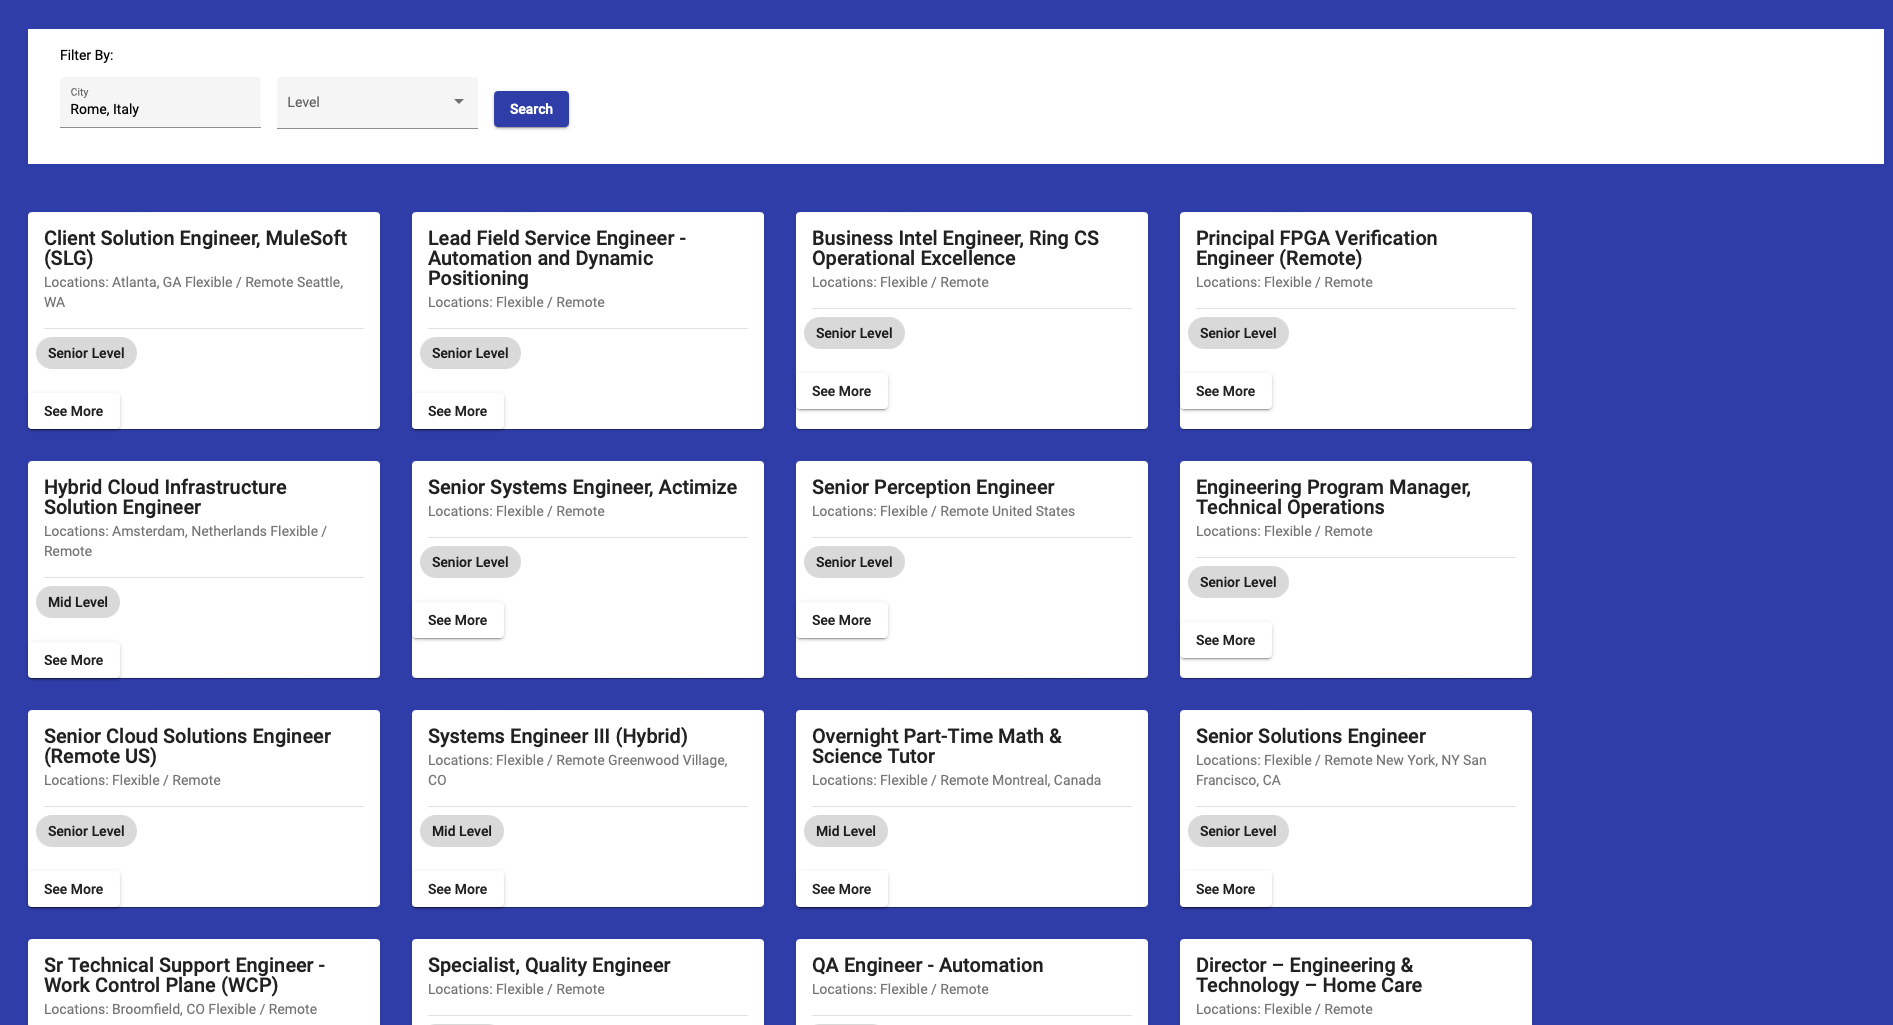 Filter By:
City
Rome, Italy
Level
Search
Client Solution Engineer, MuleSoft
(SLG)
Locations: Atlanta, GA Flexible / Remote Seattle,
WA
Senior Level
See More
Lead Field Service Engineer -
Automation and Dynamic
Positioning
Locations: Flexible / Remote
Senior Level
See More
Business Intel Engineer, Ring CS
Operational Excellence
Locations: Flexible / Remote
Senior Level
See More
Principal FPGA Verification
Engineer (Remote)
Locations: Flexible / Remote
Senior Level
See More
Hybrid Cloud Infrastructure
Solution Engineer
Locations: Amsterdam, Netherlands Flexible /
Remote
Mid Level
See More
Senior Systems Engineer, Actimize
Locations: Flexible / Remote
Senior Level
See More
Senior Perception Engineer
Locations: Flexible / Remote United States
Senior Level
See More
Engineering Program Manager,
Technical Operations
Locations: Flexible / Remote
Senior Level
See More
Senior Cloud Solutions Engineer
(Remote US)
Locations: Flexible / Remote
Senior Level
See More
Systems Engineer III (Hybrid)
Locations: Flexible / Remote Greenwood Village,
CO
Mid Level
See More
Overnight Part-Time Math &
Science Tutor
Locations: Flexible / Remote Montreal, Canada
Mid Level
See More
Senior Solutions Engineer
Locations: Flexible / Remote New York, NY San
Francisco, CA
Senior Level
See More
Sr Technical Support Engineer -
Work Control Plane (WCP)
Locations: Broomfield, CO Flexible / Remote
Specialist, Quality Engineer
Locations: Flexible / Remote
QA Engineer - Automation
Locations: Flexible / Remote
Director – Engineering &
Technology – Home Care
Locations: Flexible / Remote